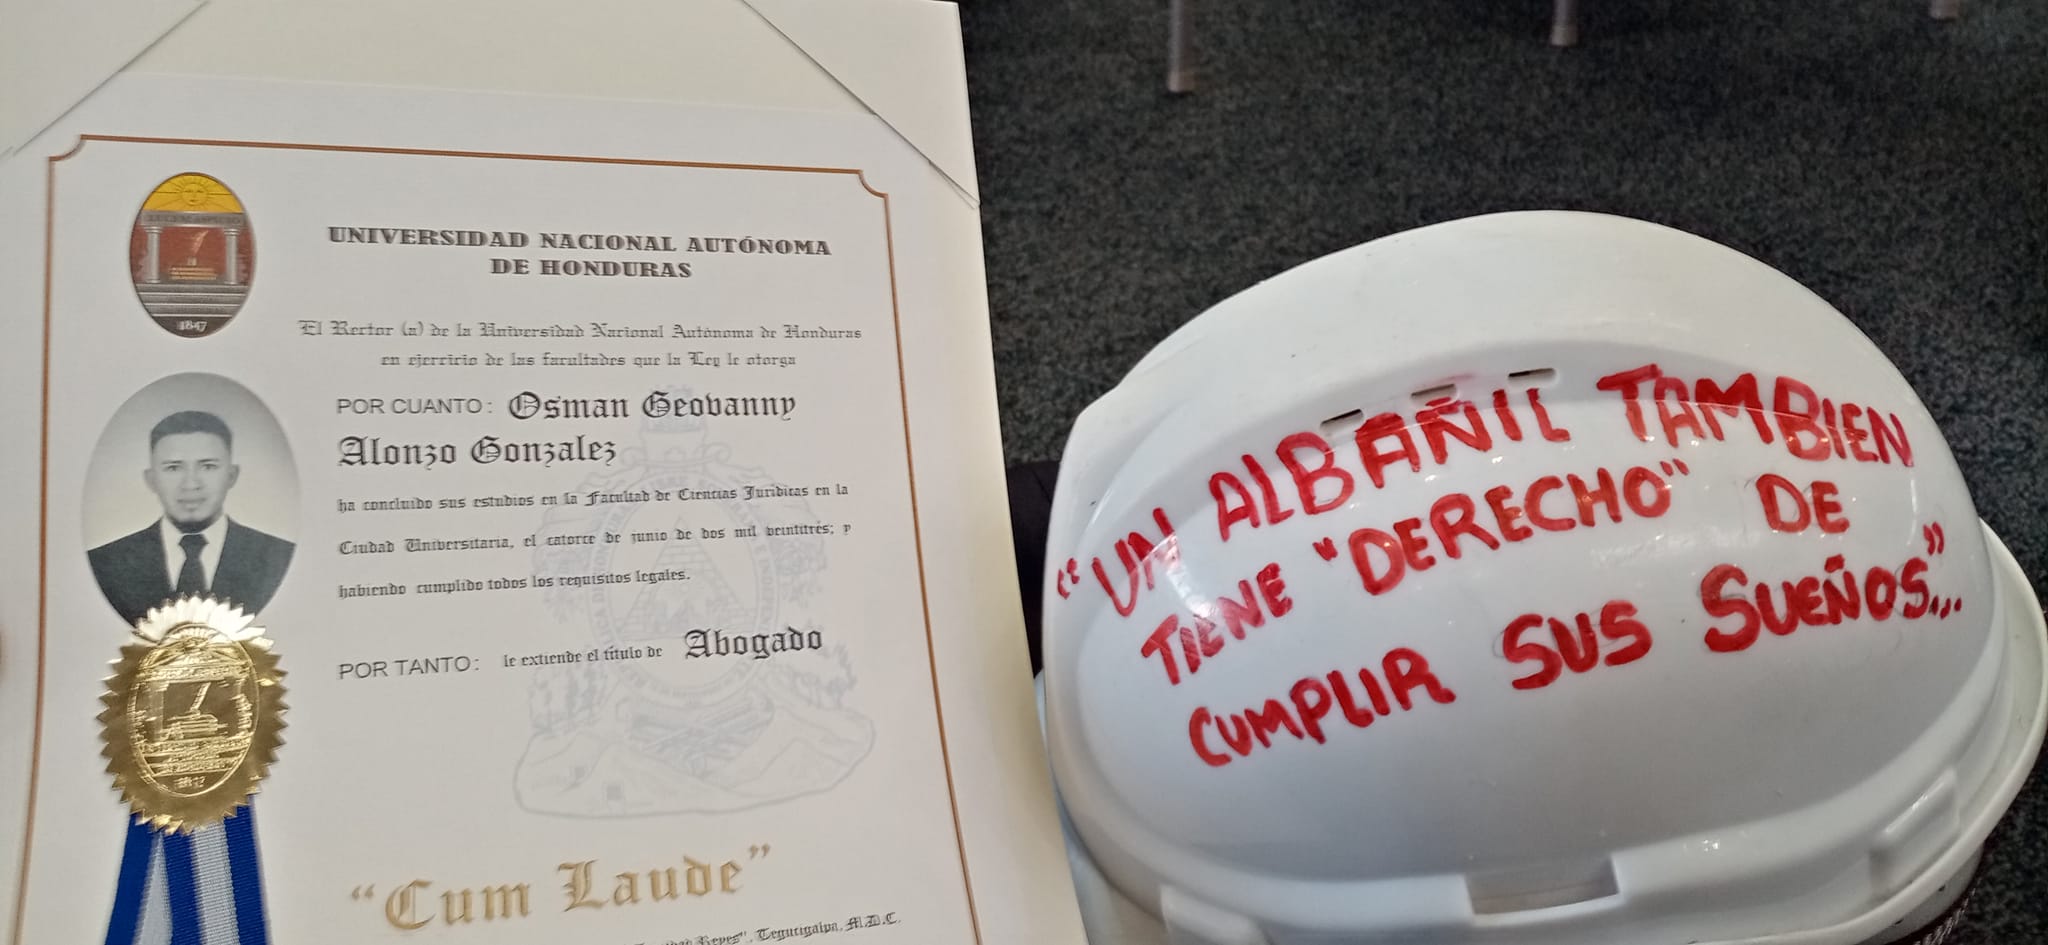 1847
UNIVERSIDAD NACIONAL AUTÓNOMA
DE HONDURAS
El Rector (a) de la Universidad Nacional Autónoma de Honduras
en ejercicio de las facultades que la Ley le otorga
POR CUANTO: Osman Geovanny
Alonzo Gonzalez
ha concluido sus estudios en la Facultad de Ciencias Jurídicas en la
Ciudad Universitaria, el catorce de junio de dos mil veintitrés; y
habiendo cumplido todos los requisitos legales.
POR TANTO: le extiende el título de Abogado
"Cum Laude"
Reyes", Tegucigalpa, M.D.C.
"UN ALBAÑIL TAMBIEN
TIENE "DERECHO" DE
CUMPLIR SUS SUEÑOS..."